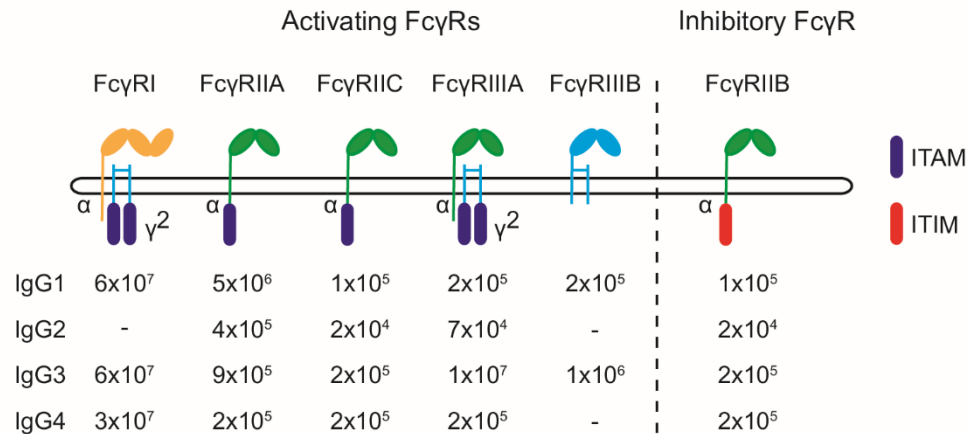 Activating FcγRs Inhibitory FcγR
FcγRI FcγRIIA FcγRIIC FcγRIIIA FcγRIIIB FcγRIIB
ITAM
α γ² α α α γ² α
ITIM
IgG1 6x10⁷ 5x10⁶ 1x10⁵ 2x10⁵ 2x10⁵ 1x10⁵
IgG2 - 4x10⁵ 2x10⁴ 7x10⁴ - 2x10⁴
IgG3 6x10⁷ 9x10⁵ 2x10⁵ 1x10⁷ 1x10⁶ 2x10⁵
IgG4 3x10⁷ 2x10⁵ 2x10⁵ 2x10⁵ - 2x10⁵